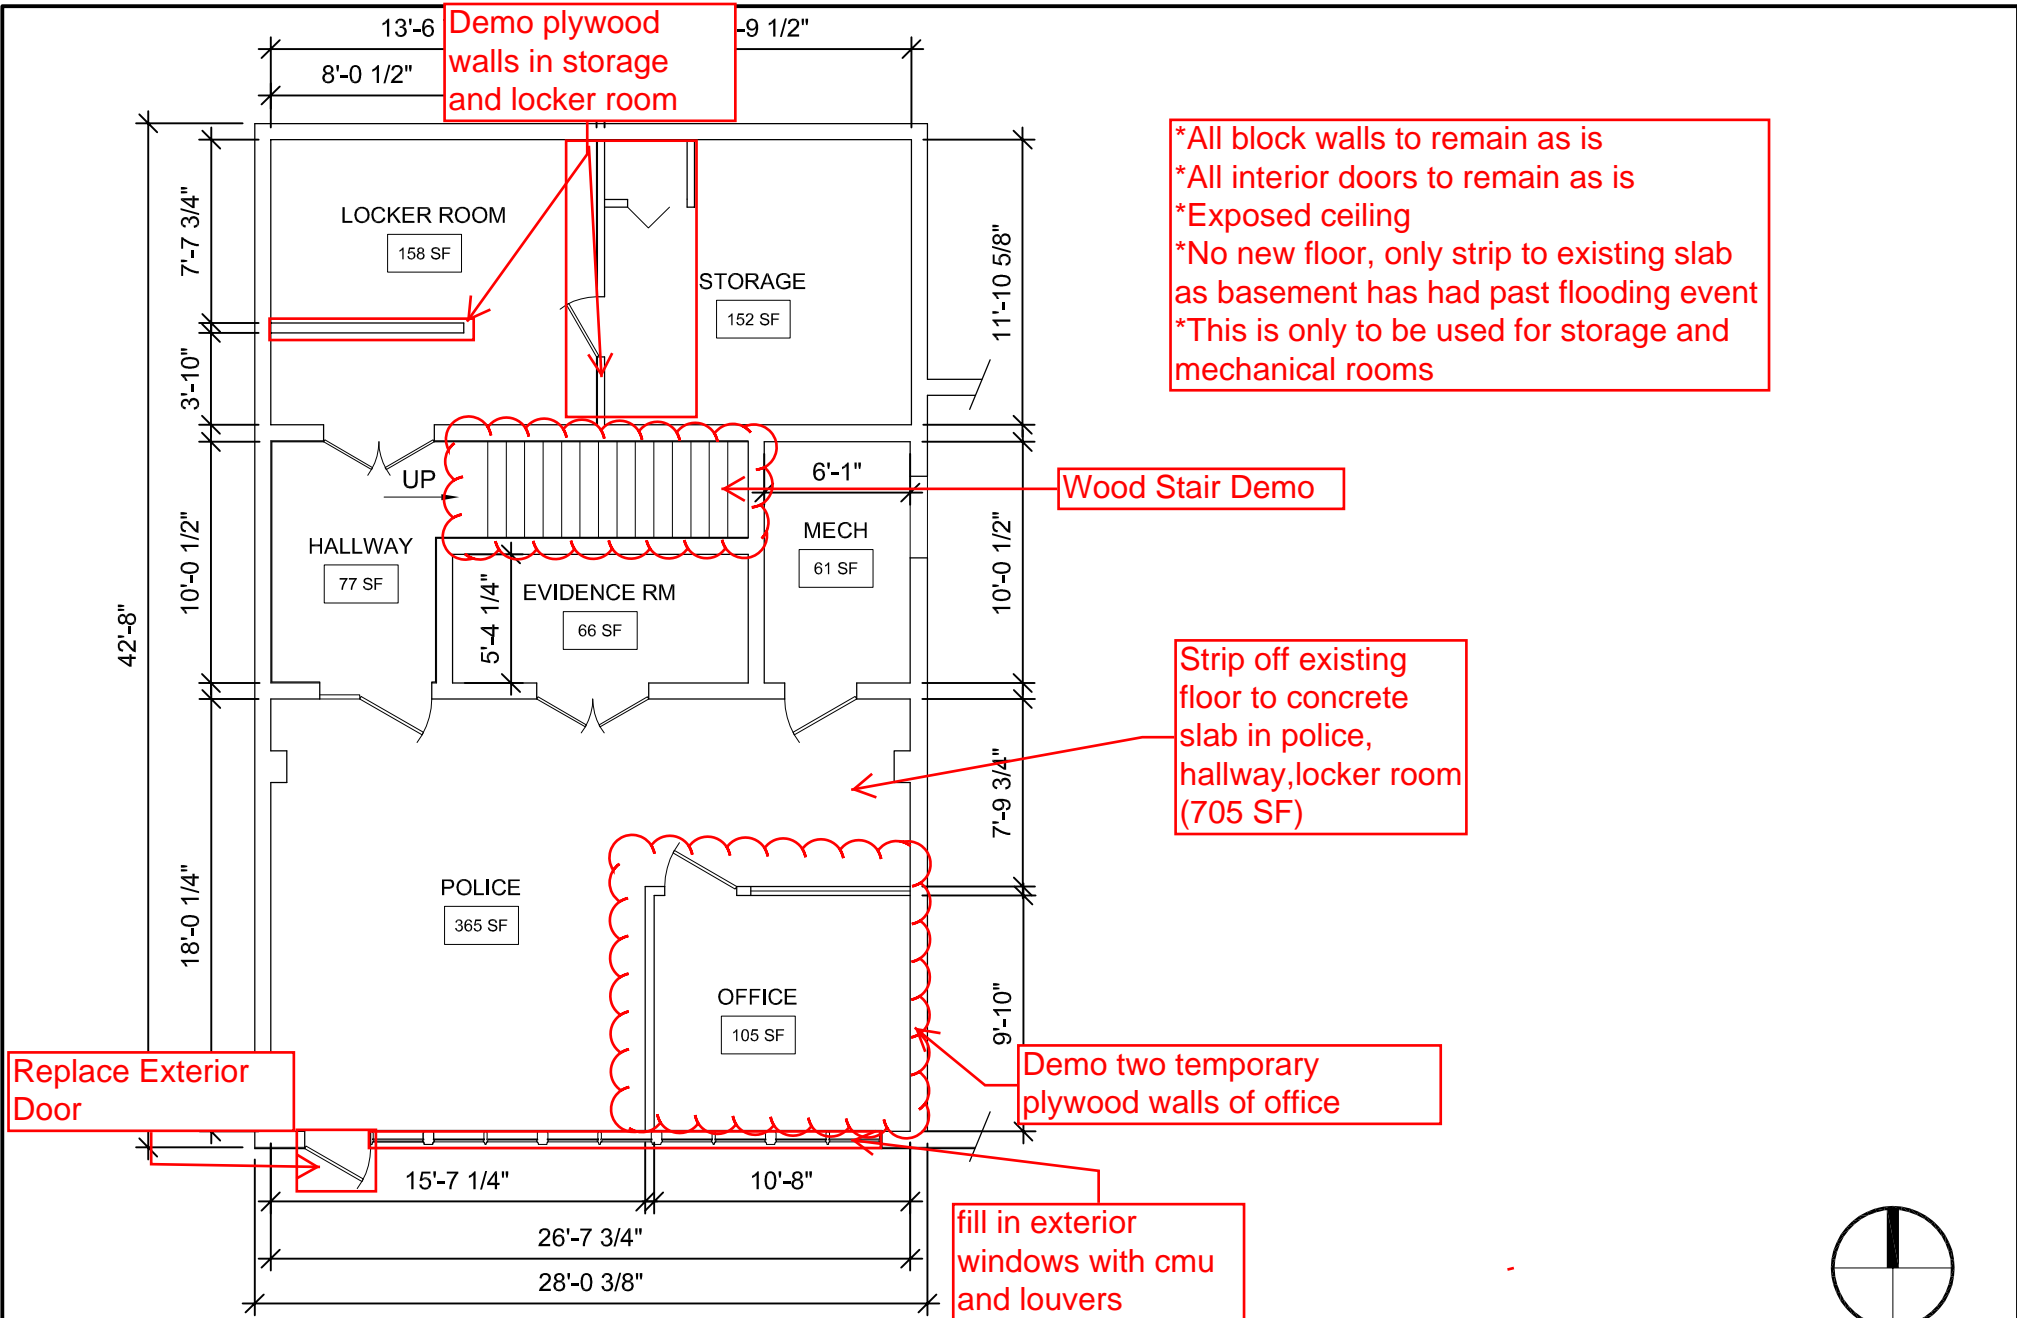 13'-6
-9 1/2"
Demo plywood
walls in storage
and locker room
8'-0 1/2"
*All block walls to remain as is
*All interior doors to remain as is
*Exposed ceiling
*No new floor, only strip to existing slab
as basement has had past flooding event
*This is only to be used for storage and
mechanical rooms
7'-7 3/4"
LOCKER ROOM
158 SF
STORAGE
152 SF
11'-10 5/8"
3'-10"
UP
6'-1"
Wood Stair Demo
10'-0 1/2"
HALLWAY
77 SF
5'-4 1/4"
EVIDENCE RM
66 SF
MECH
61 SF
10'-0 1/2"
42'-8"
Strip off existing
floor to concrete
slab in police,
hallway,locker room
(705 SF)
7'-9 3/4"
18'-0 1/4"
POLICE
365 SF
OFFICE
105 SF
9'-10"
Replace Exterior
Door
Demo two temporary
plywood walls of office
15'-7 1/4"
10'-8"
26'-7 3/4"
28'-0 3/8"
fill in exterior
windows with cmu
and louvers